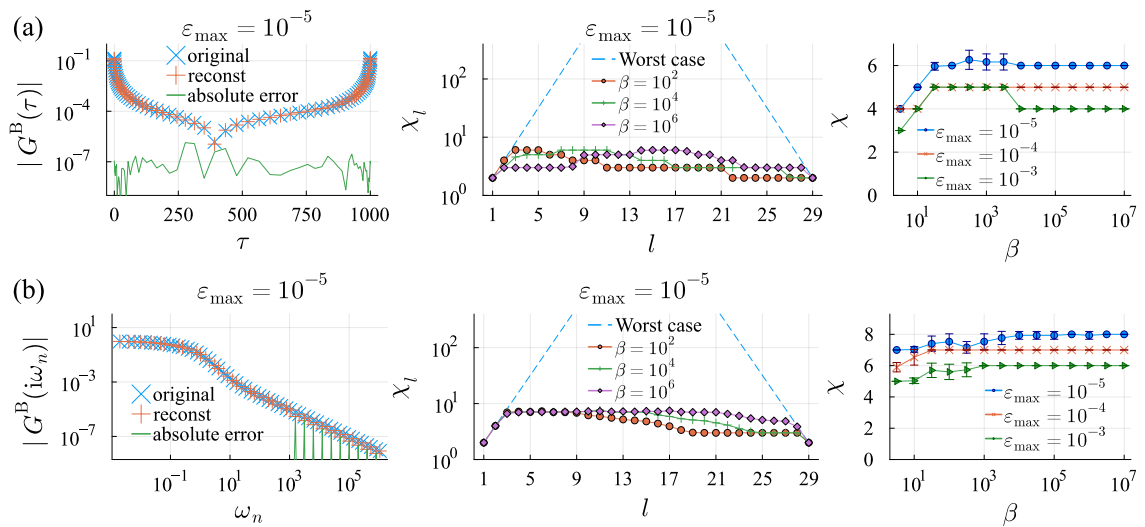 (a)
ε_max = 10^-5
|G^B(τ)|
10^-1
10^-4
10^-7
original
reconst
absolute error
0
250
500
750
1000
τ
ε_max = 10^-5
χ_l
10^2
10^1
10^0
Worst case
β = 10^2
β = 10^4
β = 10^6
1
5
9
13
17
21
25
29
l
χ
6
4
2
0
ε_max = 10^-5
ε_max = 10^-4
ε_max = 10^-3
10^1
10^3
10^5
10^7
β
(b)
ε_max = 10^-5
|G^B(iω_n)|
10^1
10^-3
10^-7
original
reconst
absolute error
10^-1
10^2
10^5
ω_n
ε_max = 10^-5
χ_l
10^2
10^1
10^0
Worst case
β = 10^2
β = 10^4
β = 10^6
1
5
9
13
17
21
25
29
l
χ
8
6
4
2
0
ε_max = 10^-5
ε_max = 10^-4
ε_max = 10^-3
10^1
10^3
10^5
10^7
β